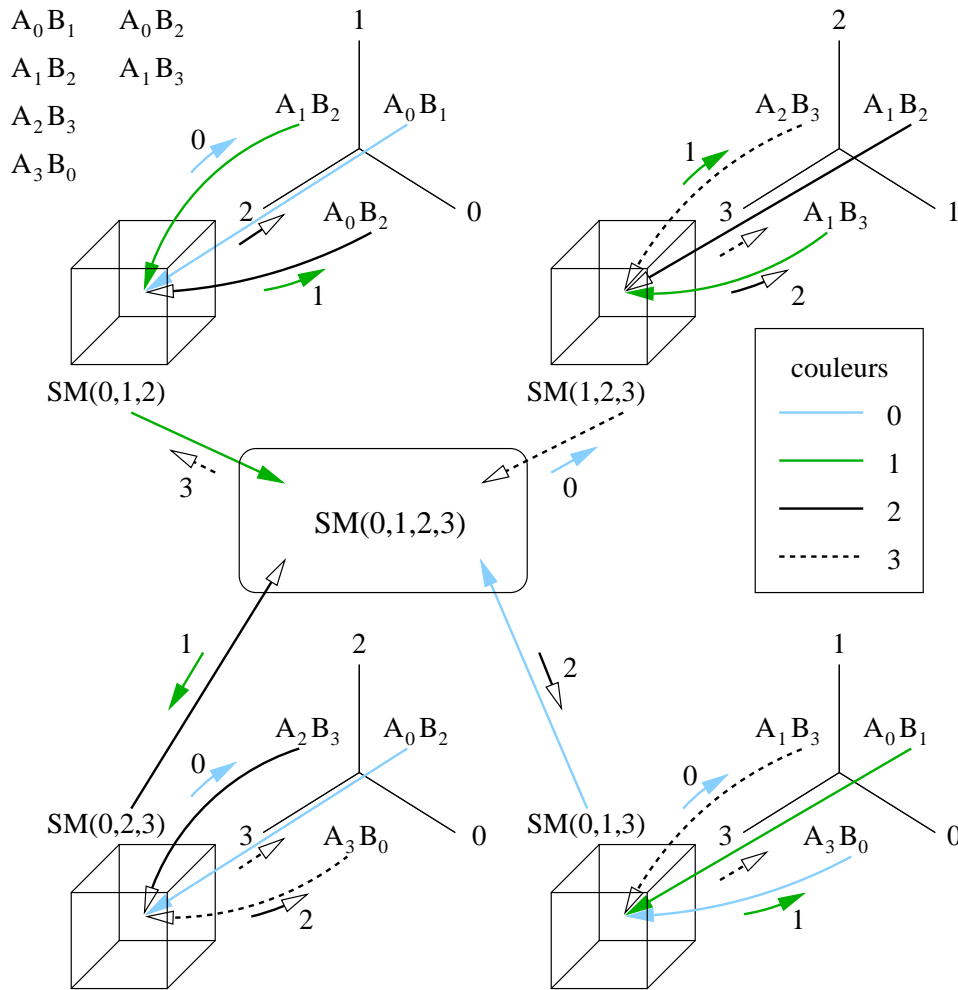 A0B1 A0B2
A1B2 A1B3
A2B3
A3B0
1
A1B2 A0B1
0
2
A0B2
0
1
SM(0,1,2)
2
A2B3 A1B2
1
3
A1B3
1
2
SM(1,2,3)
couleurs
0
1
2
3
3
0
SM(0,1,2,3)
1
2
2
A2B3 A0B2
0
SM(0,2,3)
3
A3B0
0
2
1
A1B3 A0B1
0
SM(0,1,3)
3
A3B0
0
1